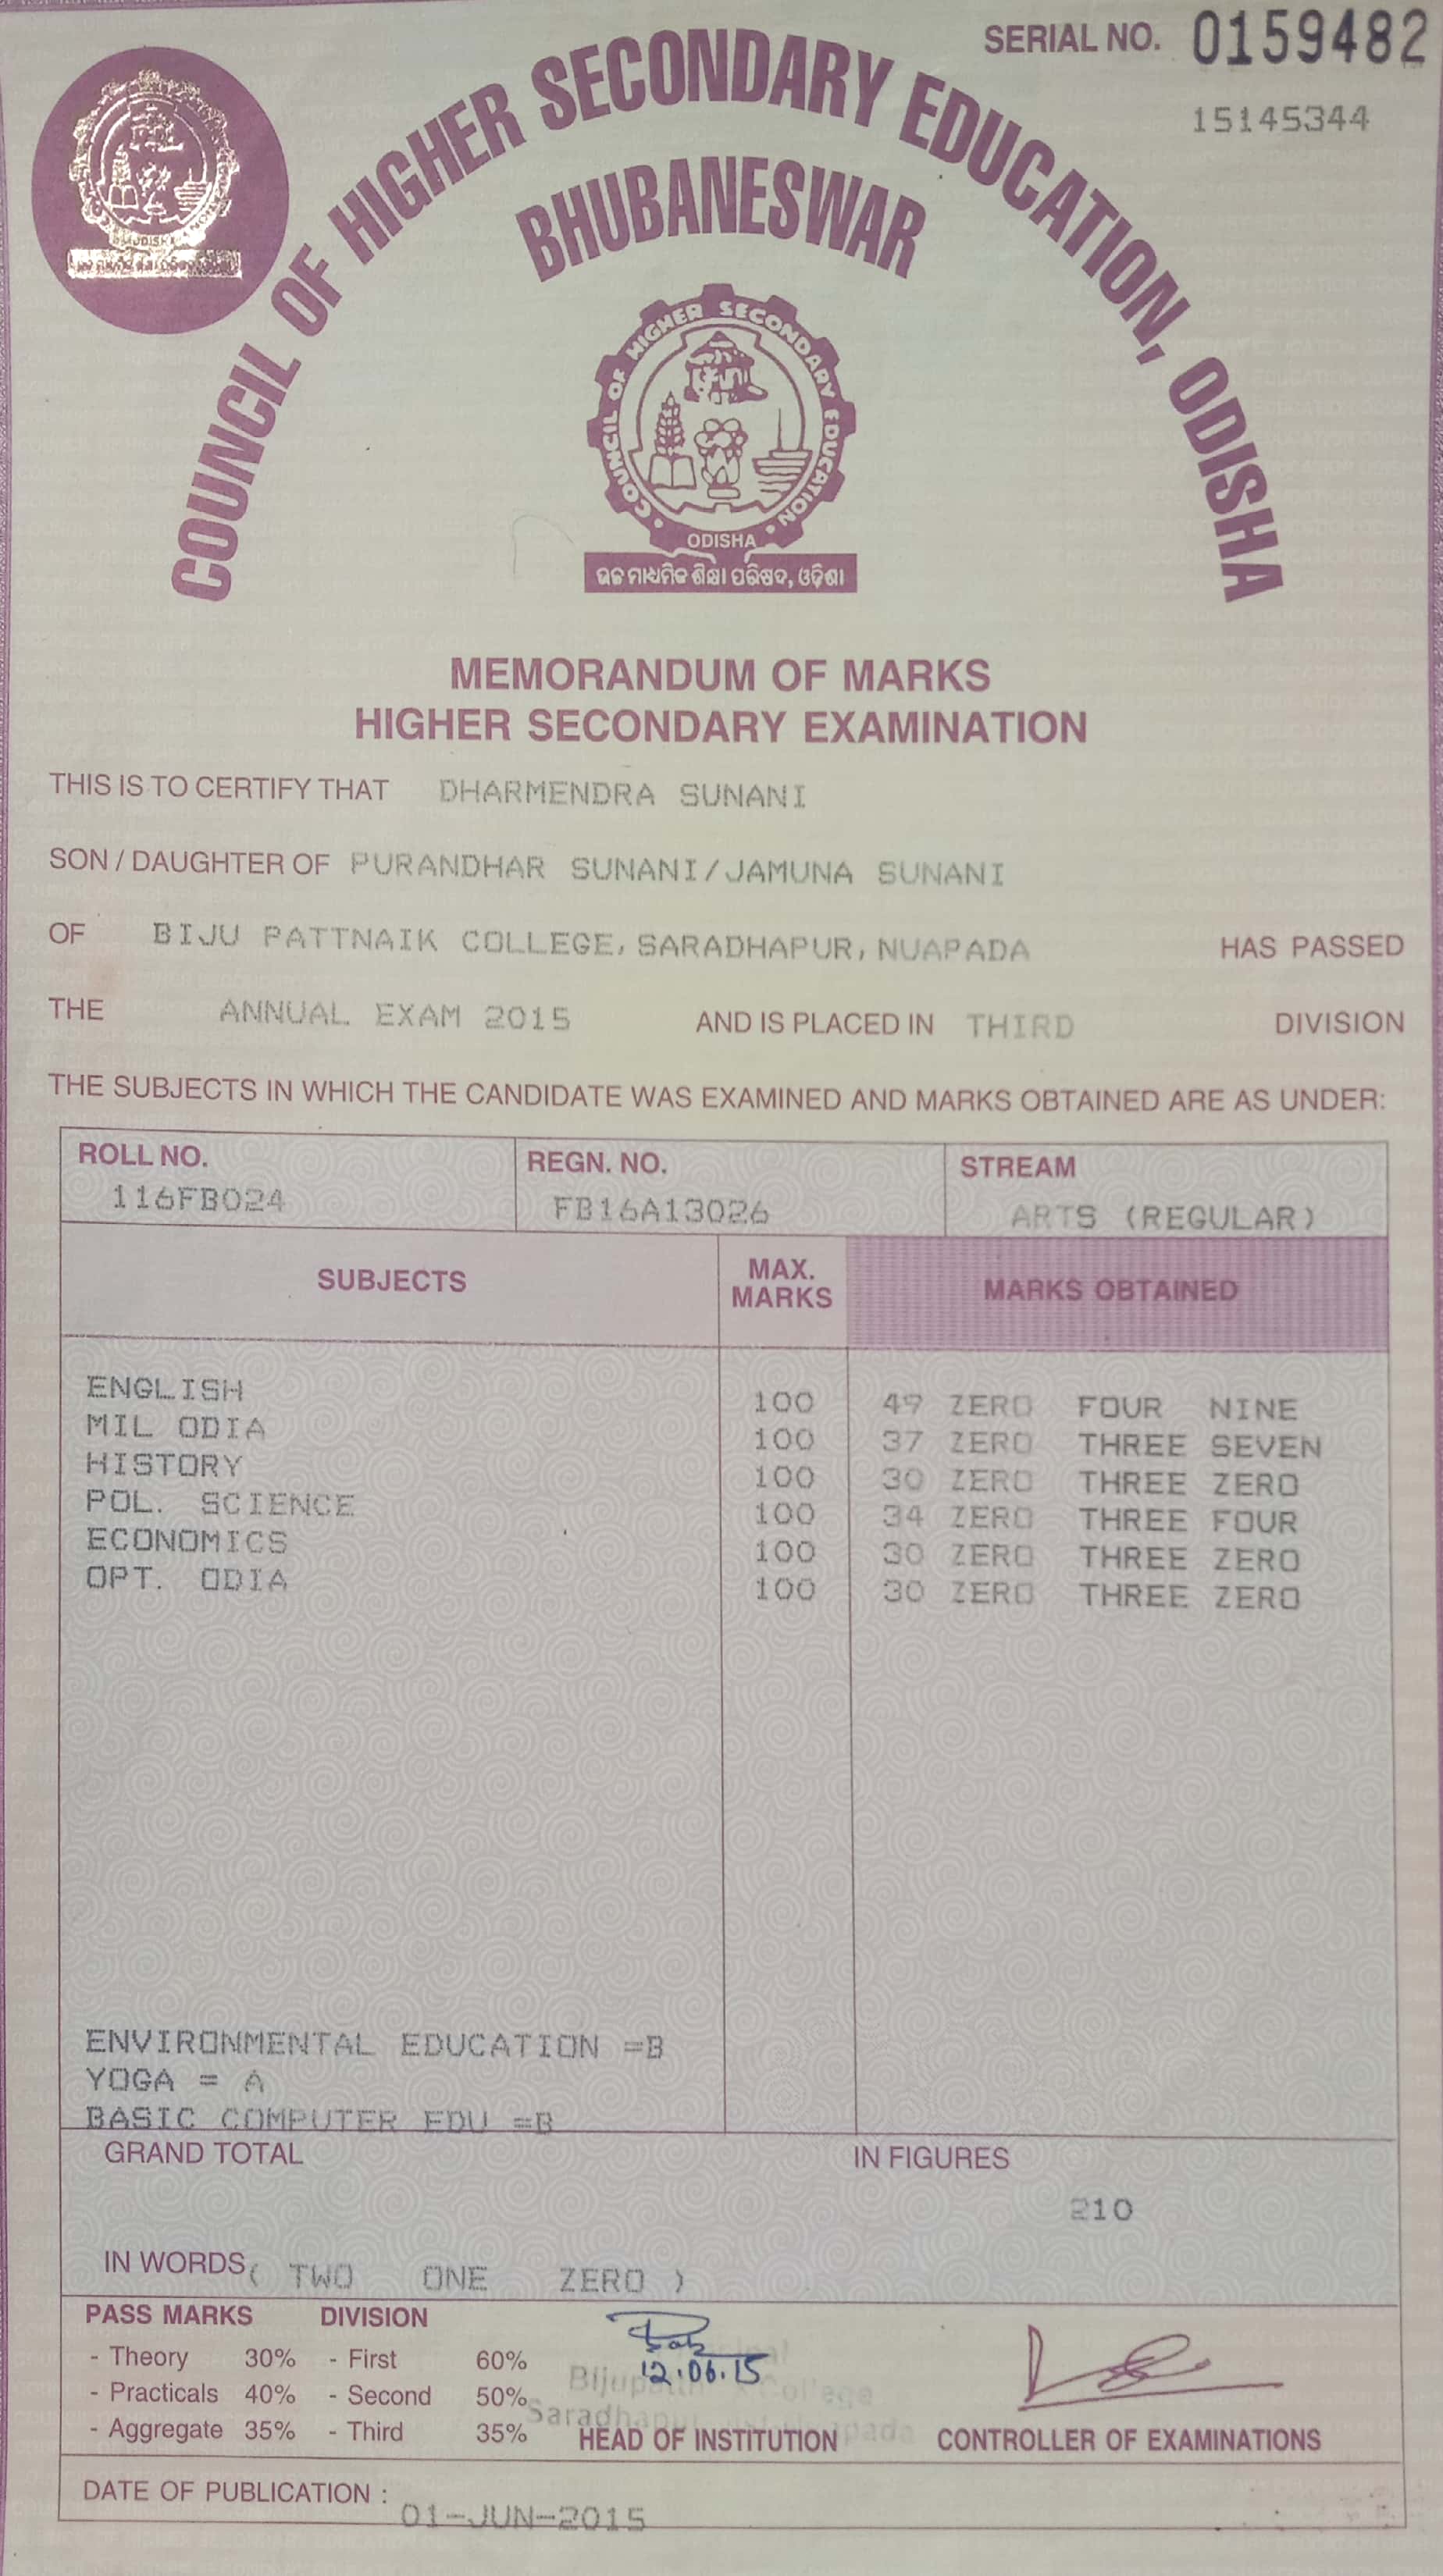 SERIAL NO. 0159482
15145344
COUNCIL OF HIGHER SECONDARY EDUCATION, ODISHA
BHUBANESWAR
COUNCIL OF HIGHER SECONDARY EDUCATION
ODISHA
ଉଚ୍ଚ ମାଧ୍ୟମିକ ଶିକ୍ଷା ପରିଷଦ, ଓଡ଼ିଶା
MEMORANDUM OF MARKS
HIGHER SECONDARY EXAMINATION
THIS IS TO CERTIFY THAT DHARMENDRA SUNANI
SON / DAUGHTER OF PURANDHAR SUNANI/JAMUNA SUNANI
OF BIJU PATTNAIK COLLEGE, SARADHAPUR, NUAPADA HAS PASSED
THE ANNUAL EXAM 2015 AND IS PLACED IN THIRD DIVISION
THE SUBJECTS IN WHICH THE CANDIDATE WAS EXAMINED AND MARKS OBTAINED ARE AS UNDER:
ROLL NO. REGN. NO. STREAM
116FB024 FB16A13026 ARTS (REGULAR)
SUBJECTS MAX. MARKS MARKS OBTAINED
ENGLISH 100 49 ZERO FOUR NINE
MIL ODIA 100 37 ZERO THREE SEVEN
HISTORY 100 30 ZERO THREE ZERO
POL. SCIENCE 100 34 ZERO THREE FOUR
ECONOMICS 100 30 ZERO THREE ZERO
OPT. ODIA 100 30 ZERO THREE ZERO
ENVIRONMENTAL EDUCATION =B
YOGA = A
BASIC COMPUTER EDU =B
GRAND TOTAL IN FIGURES
210
IN WORDS ( TWO ONE ZERO )
PASS MARKS DIVISION
- Theory 30% - First 60%
- Practicals 40% - Second 50%
- Aggregate 35% - Third 35%
12.06.15
College
HEAD OF INSTITUTION CONTROLLER OF EXAMINATIONS
DATE OF PUBLICATION : 01-JUN-2015